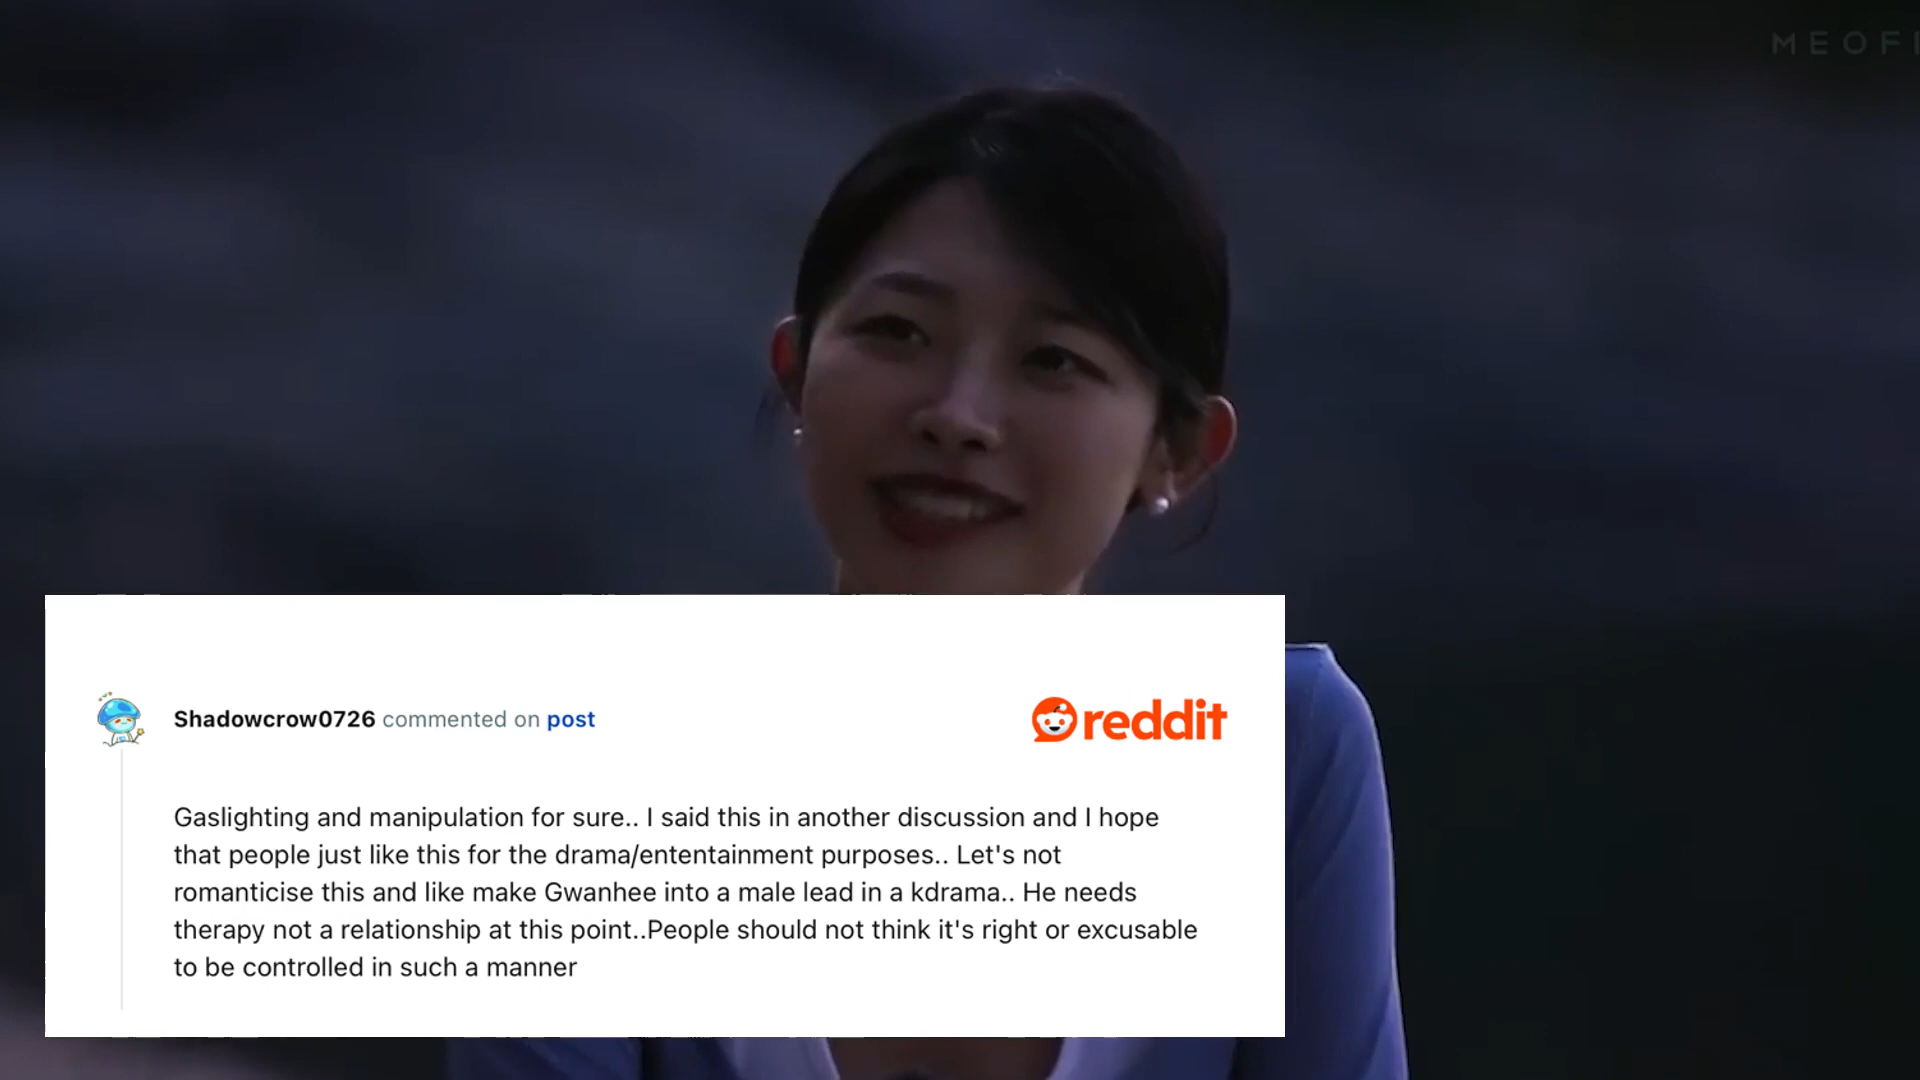 MEOFI
Shadowcrow0726 commented on post
reddit
Gaslighting and manipulation for sure.. I said this in another discussion and I hope
that people just like this for the drama/ententainment purposes.. Let's not
romanticise this and like make Gwanhee into a male lead in a kdrama.. He needs
therapy not a relationship at this point..People should not think it's right or excusable
to be controlled in such a manner